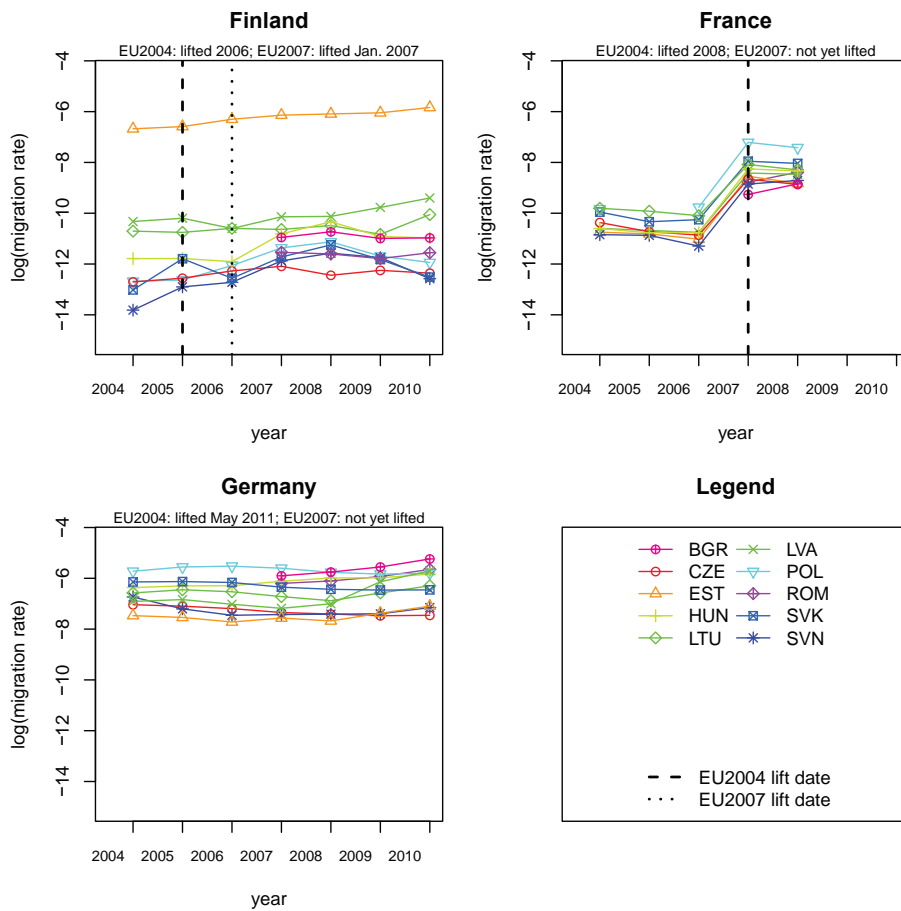 Finland
EU2004: lifted 2006; EU2007: lifted Jan. 2007
log(migration rate)
−4
−6
−8
−10
−12
−14
2004 2005 2006 2007 2008 2009 2010
year
France
EU2004: lifted 2008; EU2007: not yet lifted
log(migration rate)
−4
−6
−8
−10
−12
−14
2004 2005 2006 2007 2008 2009 2010
year
Germany
EU2004: lifted May 2011; EU2007: not yet lifted
log(migration rate)
−4
−6
−8
−10
−12
−14
2004 2005 2006 2007 2008 2009 2010
year
Legend
BGR LVA
CZE POL
EST ROM
HUN SVK
LTU SVN
EU2004 lift date
EU2007 lift date